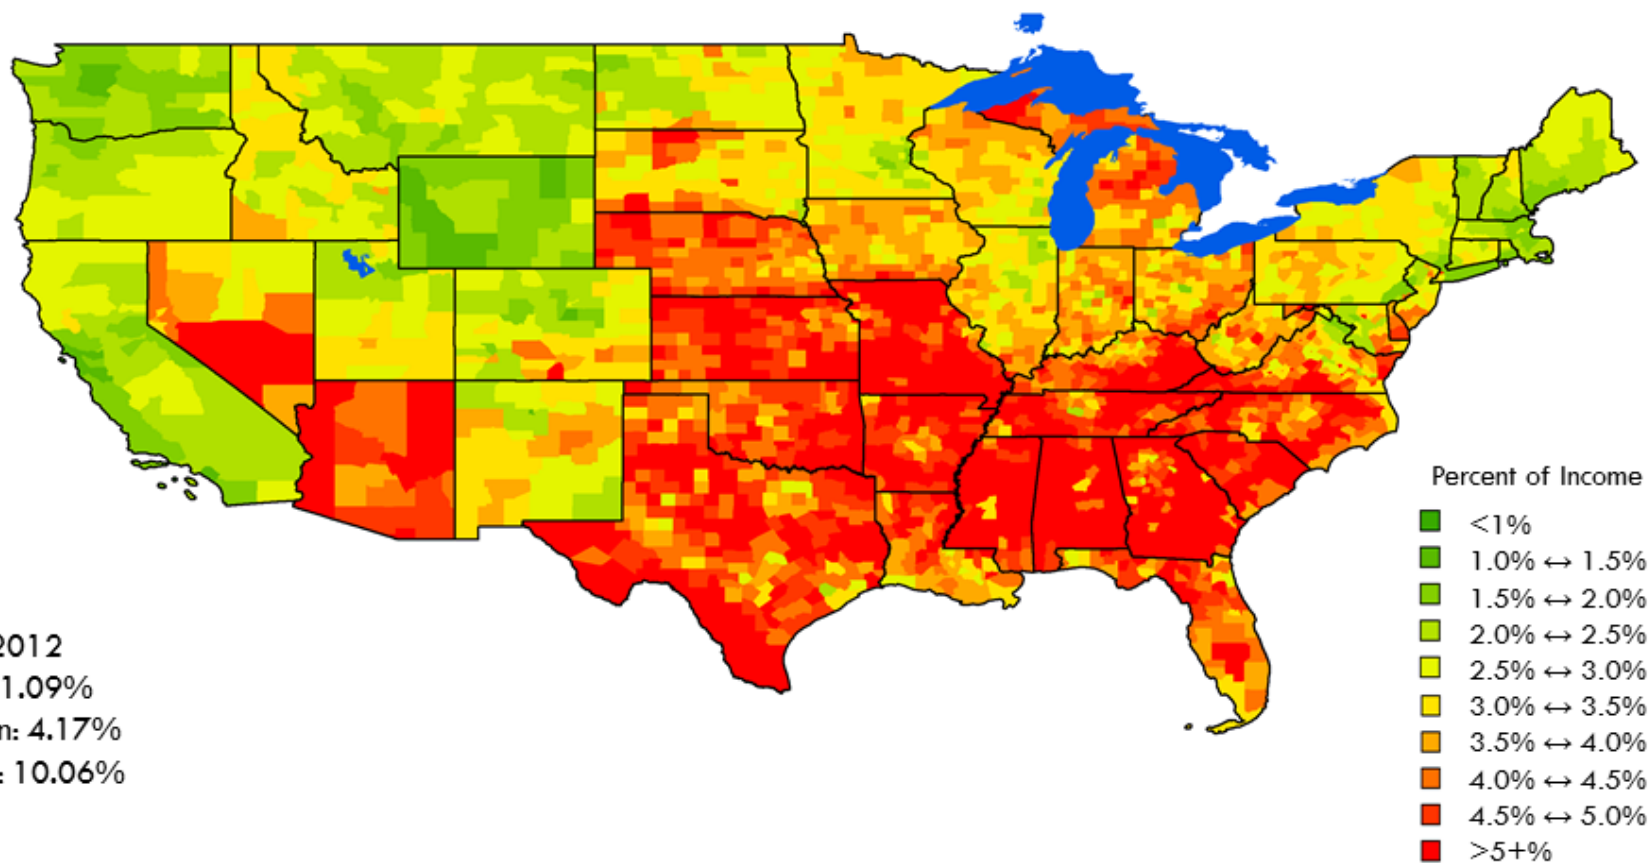 Percent of Income
<1%
1.0% ↔ 1.5%
1.5% ↔ 2.0%
2.0% ↔ 2.5%
2.5% ↔ 3.0%
3.0% ↔ 3.5%
3.5% ↔ 4.0%
4.0% ↔ 4.5%
4.5% ↔ 5.0%
>5+%
2012
1.09%
n: 4.17%
: 10.06%